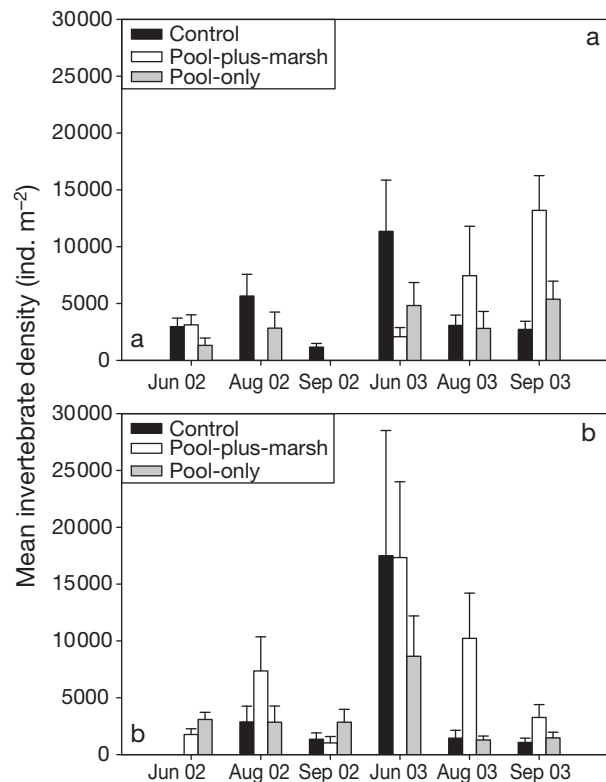 30000
25000
20000
15000
10000
5000
0
Control
Pool-plus-marsh
Pool-only
a
a
Jun 02 Aug 02 Sep 02 Jun 03 Aug 03 Sep 03
Mean invertebrate density (ind. m⁻²)
30000
25000
20000
15000
10000
5000
0
Control
Pool-plus-marsh
Pool-only
b
b
Jun 02 Aug 02 Sep 02 Jun 03 Aug 03 Sep 03